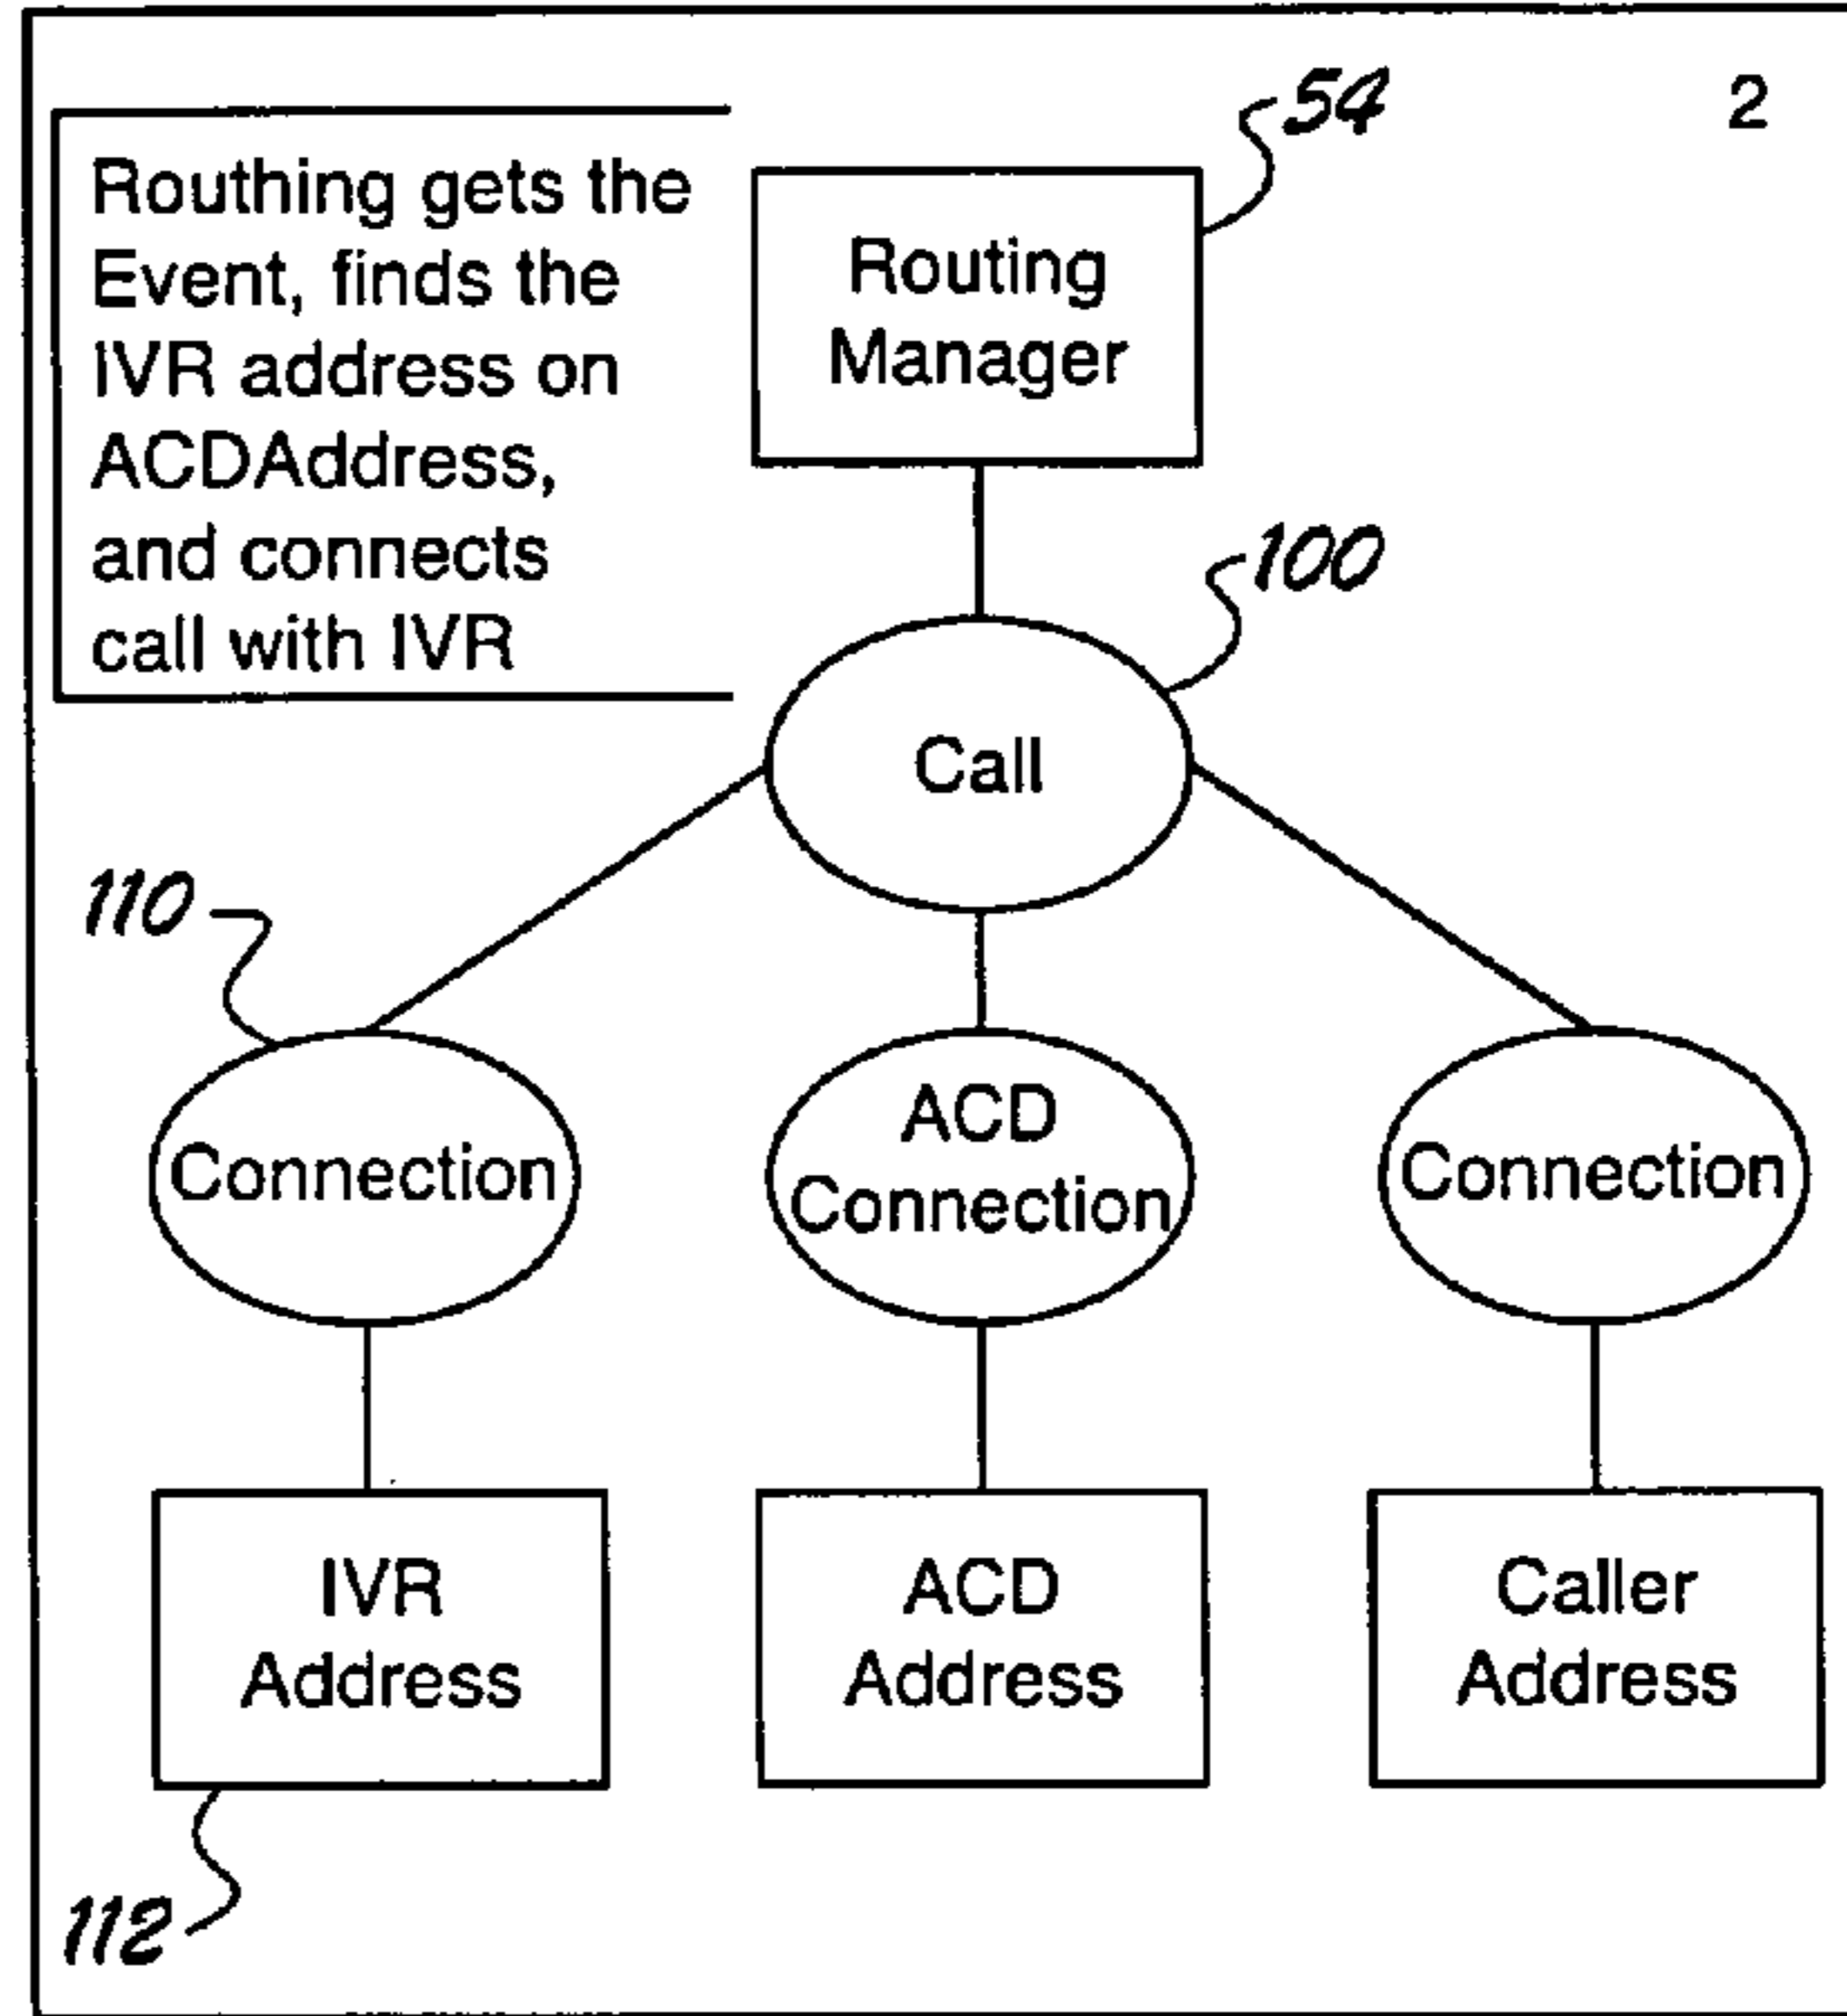 2
54
Routhing gets the
Event, finds the
IVR address on
ACDAddress,
and connects
call with IVR
Routing
Manager
100
Call
110
Connection
ACD
Connection
Connection
IVR
Address
ACD
Address
Caller
Address
112